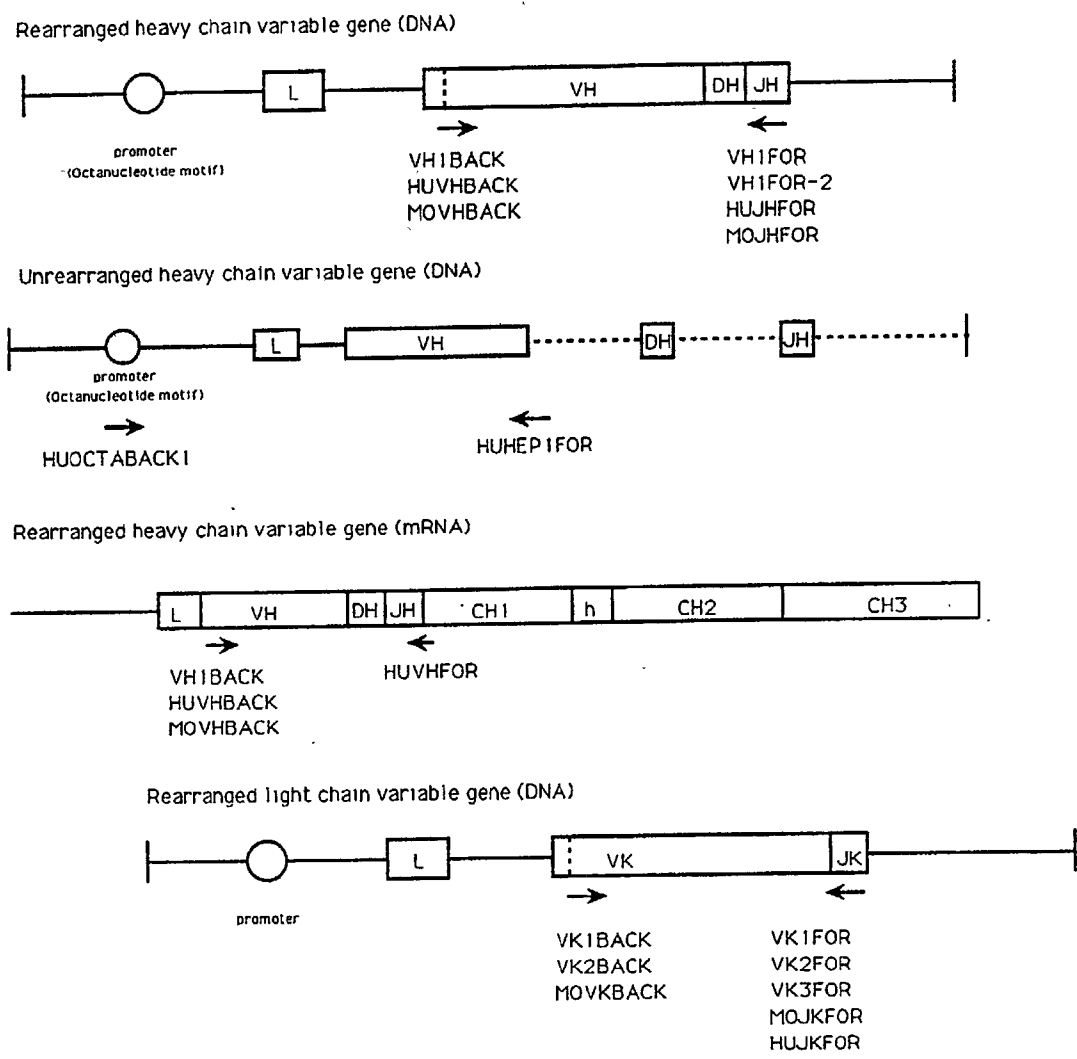 Rearranged heavy chain variable gene (DNA)
L VH DH JH
promoter
(Octanucleotide motif)
VH1BACK VH1FOR
HUVHBACK VH1FOR-2
MOVHBACK HUJHFOR
MOJHFOR
Unrearranged heavy chain variable gene (DNA)
L VH DH JH
promoter
(Octanucleotide motif)
HUOCTABACK1 HUHEP1FOR
Rearranged heavy chain variable gene (mRNA)
L VH DH JH CH1 h CH2 CH3
VH1BACK HUVHFOR
HUVHBACK
MOVHBACK
Rearranged light chain variable gene (DNA)
L VK JK
promoter
VK1BACK VK1FOR
VK2BACK VK2FOR
MOVKBACK VK3FOR
MOJKFOR
HUJKFOR